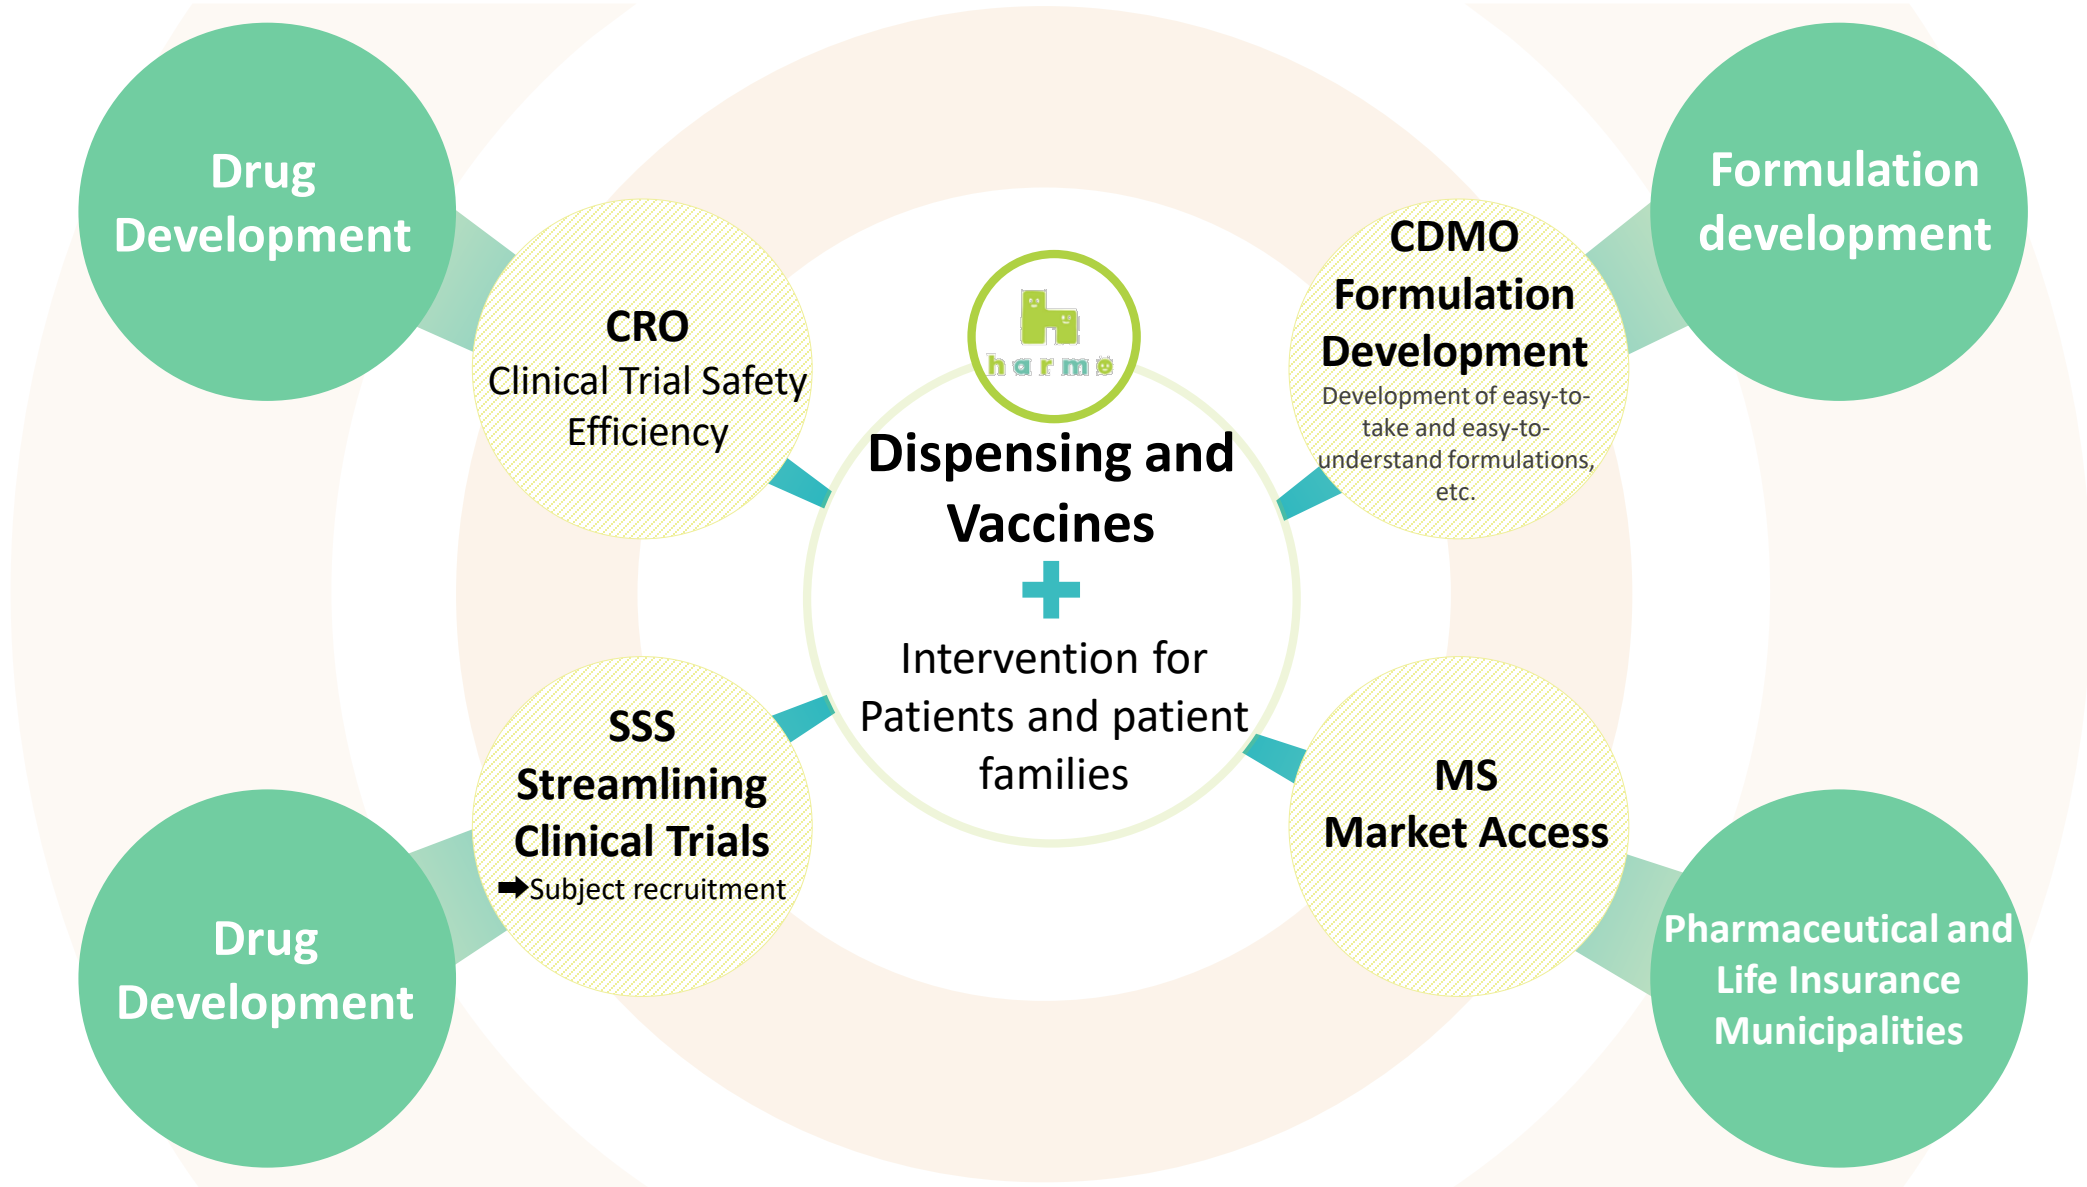 Drug
Development
CRO
Clinical Trial Safety
Efficiency
harmo
Dispensing and
Vaccines
Intervention for
Patients and patient
families
CDMO
Formulation
Development
Development of easy-to-
take and easy-to-
understand formulations,
etc.
Formulation
development
Drug
Development
SSS
Streamlining
Clinical Trials
➡Subject recruitment
MS
Market Access
Pharmaceutical and
Life Insurance
Municipalities